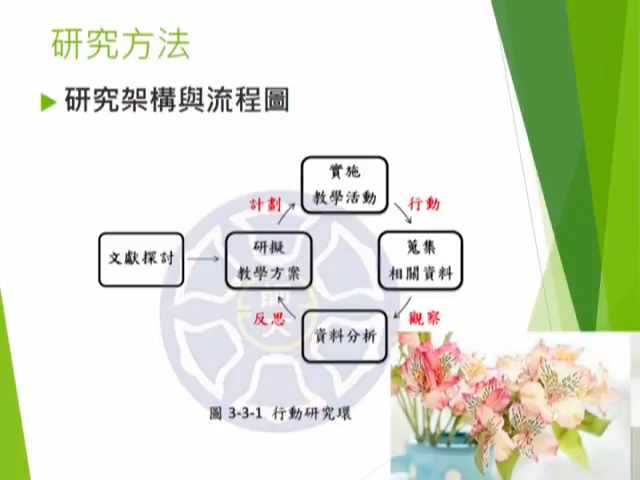 研究方法
研究架構與流程圖
實施
教學活動
計劃
行動
文獻探討
研擬
教學方案
蒐集
相關資料
反思
觀察
資料分析
圖 3-3-1 行動研究環